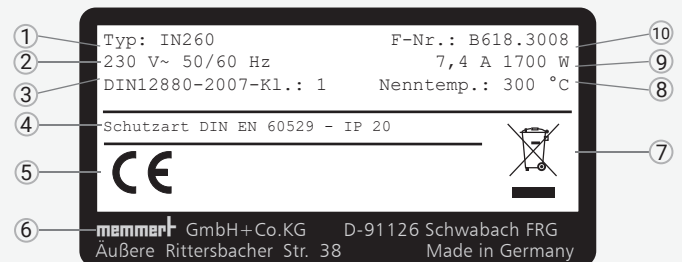 1 Typ: IN260 F-Nr.: B618.3008 10
2 230 V~ 50/60 Hz 7,4 A 1700 W 9
3 DIN12880-2007-Kl.: 1 Nenntemp.: 300 °C 8
4 Schutzart DIN EN 60529 - IP 20
5 CE 7
6 memmert GmbH+Co.KG D-91126 Schwabach FRG
Äußere Rittersbacher Str. 38 Made in Germany